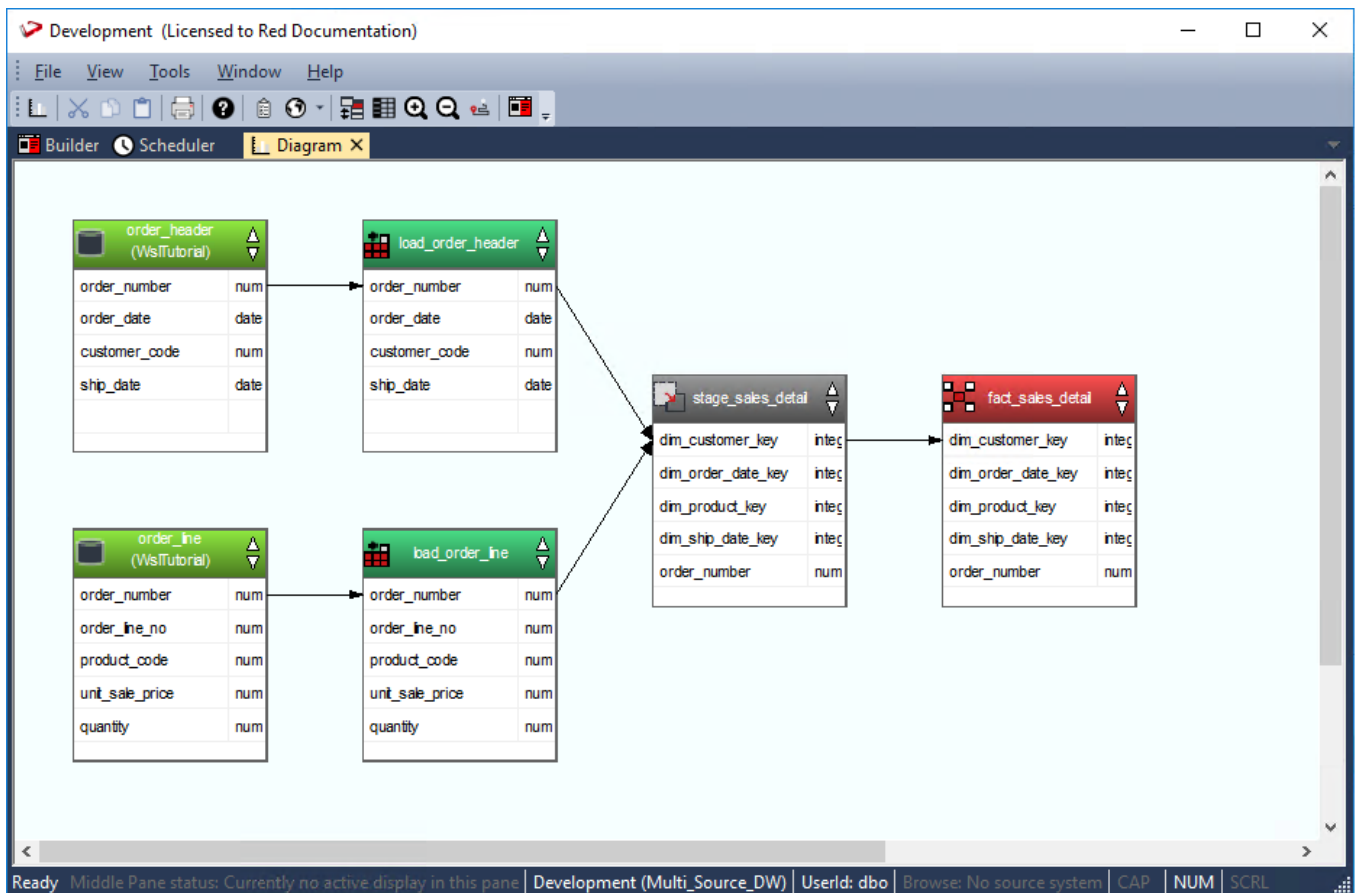 Development (Licensed to Red Documentation)
File View Tools Window Help
Builder Scheduler Diagram
order_header
(WslTutorial)
order_number num
order_date date
customer_code num
ship_date date
load_order_header
order_number num
order_date date
customer_code num
ship_date date
order_line
(WslTutorial)
order_number num
order_line_no num
product_code num
unit_sale_price num
quantity num
load_order_line
order_number num
order_line_no num
product_code num
unit_sale_price num
quantity num
stage_sales_detail
dim_customer_key integ
dim_order_date_key integ
dim_product_key integ
dim_ship_date_key integ
order_number num
fact_sales_detail
dim_customer_key integ
dim_order_date_key integ
dim_product_key integ
dim_ship_date_key integ
order_number num
Ready Middle Pane status: Currently no active display in this pane Development (Multi_Source_DW) UserId: dbo Browse: No source system CAP NUM SCRL